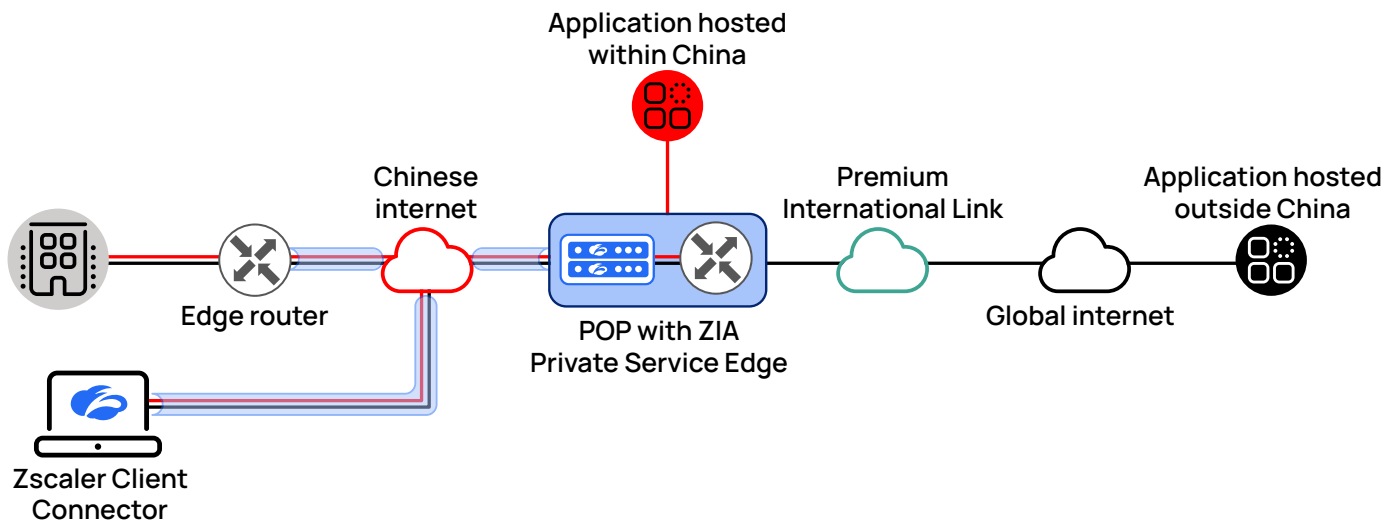 Application hosted
within China
Chinese
internet
Premium
International Link
Application hosted
outside China
Edge router
POP with ZIA
Private Service Edge
Global internet
Zscaler Client
Connector